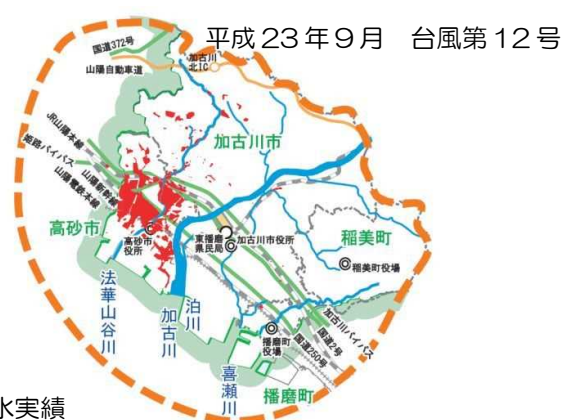 平成23年9月　台風第12号
国道372号
加古川
北IC
山陽自動車道
JR山陽本線
姫路バイパス
山陽新幹線
山陽電鉄本線
加古川市
高砂市
高砂市
役所
東播磨
県民局
加古川市役所
稲美町
稲美町役場
法華山谷川
加古川
泊川
喜瀬川
播磨町
役場
播磨町
加古川バイパス
国道2号
国道250号
水実績